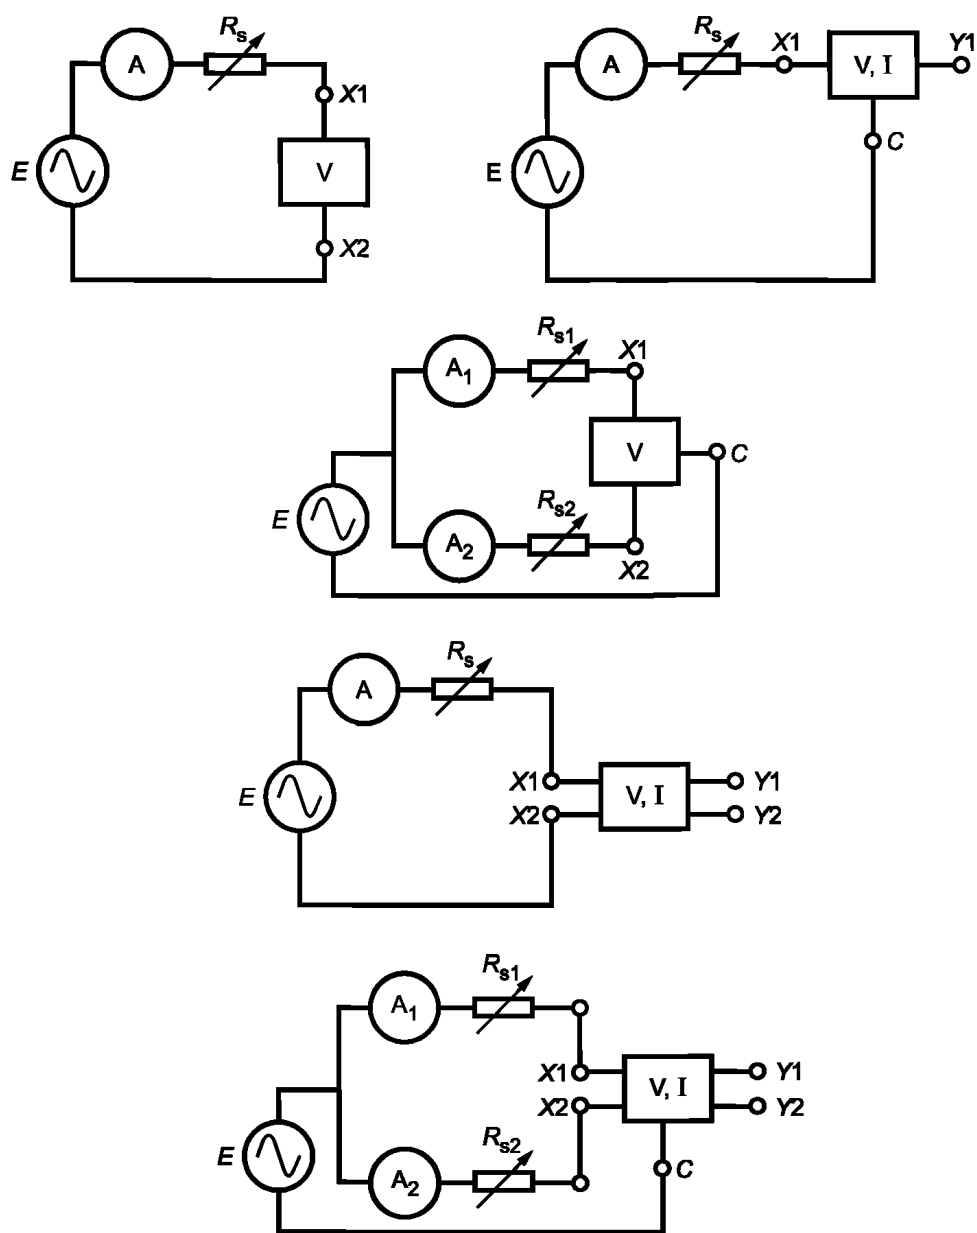 Rs
A
X1
E
V
X2
Rs
X1
Y1
A
V, I
C
E
Rs1
X1
A1
V
C
E
Rs2
A2
X2
Rs
A
X1
Y1
E
V, I
X2
Y2
Rs1
A1
X1
Y1
V, I
X2
Y2
Rs2
E
C
A2